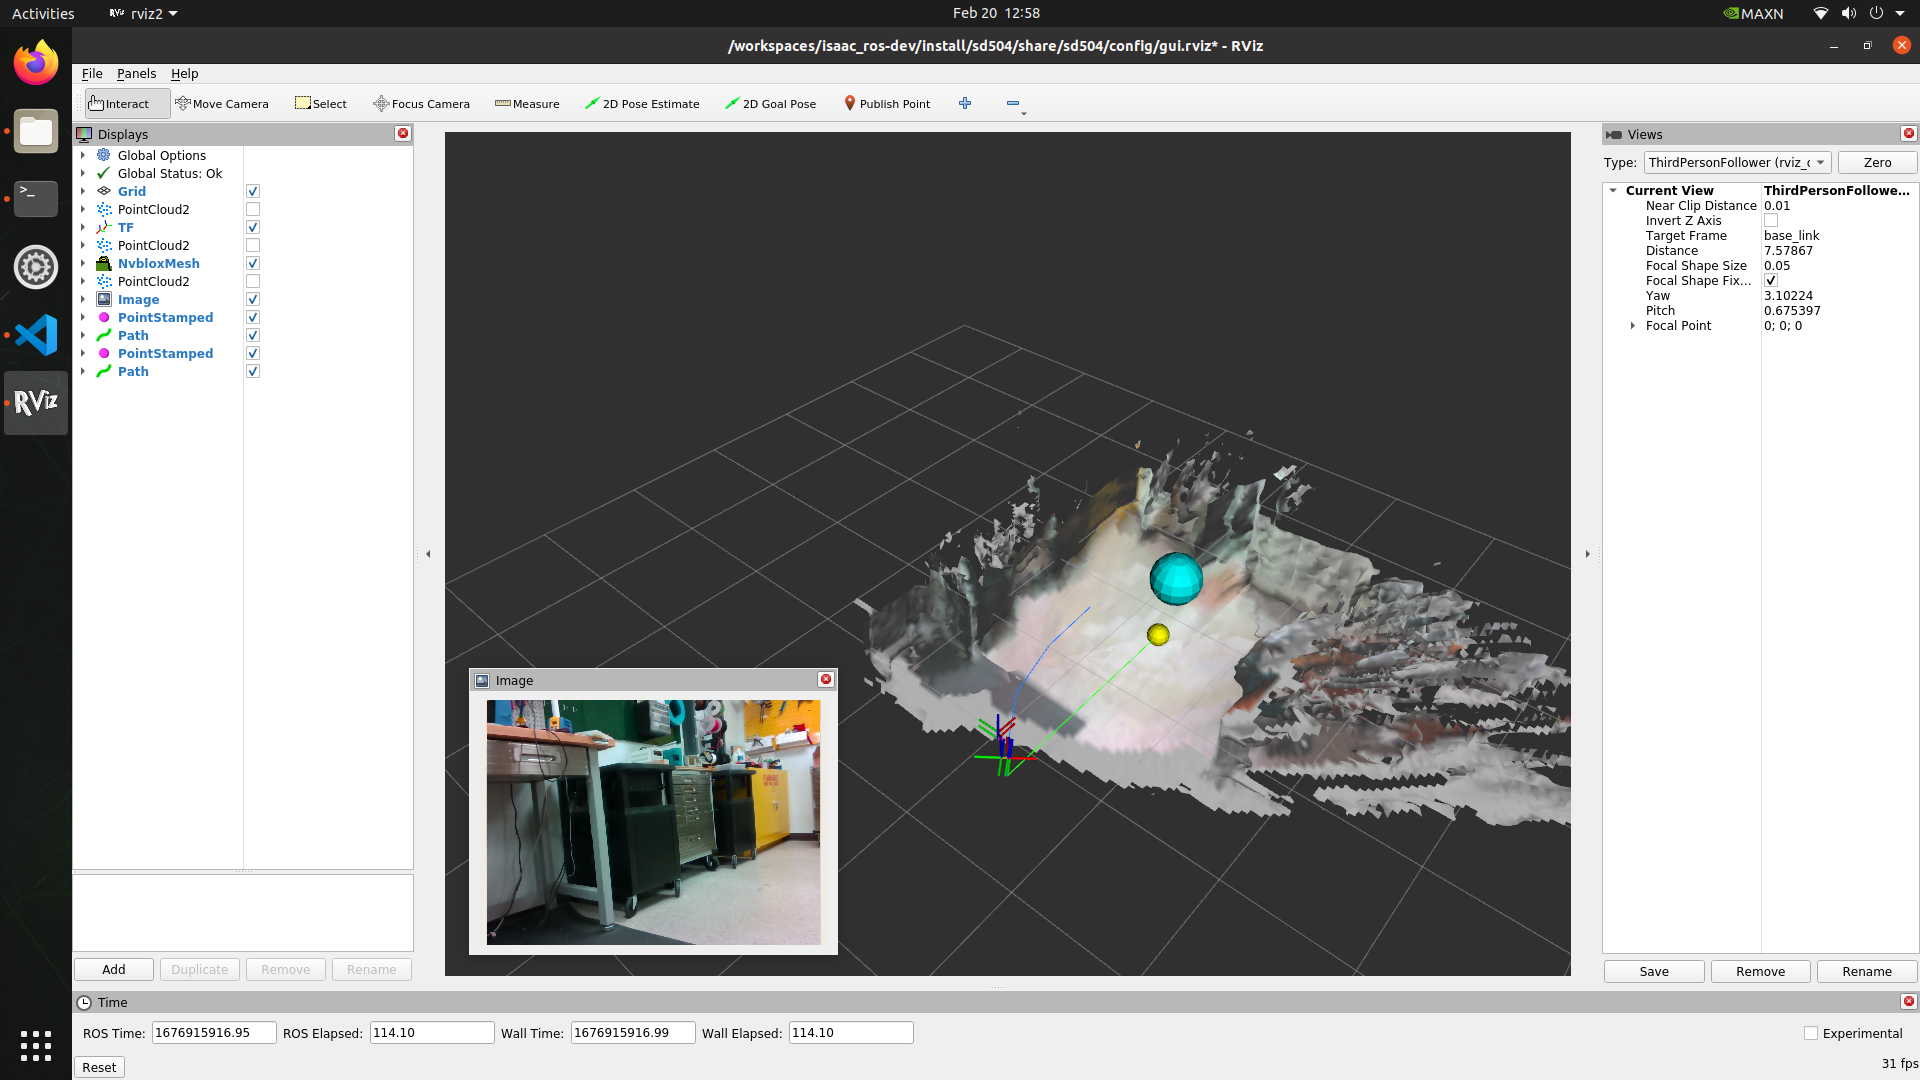 Activities
RViz rviz2
Feb 20 12:58
MAXN
/workspaces/isaac_ros-dev/install/sd504/share/sd504/config/gui.rviz* - RViz
File Panels Help
Interact Move Camera Select Focus Camera Measure 2D Pose Estimate 2D Goal Pose Publish Point
Displays
Global Options
Global Status: Ok
Grid
PointCloud2
TF
PointCloud2
NvbloxMesh
PointCloud2
Image
PointStamped
Path
PointStamped
Path
Add Duplicate Remove Rename
RViz
Image
Views
Type: ThirdPersonFollower (rviz_
Zero
Current View ThirdPersonFollowe...
Near Clip Distance 0.01
Invert Z Axis
Target Frame base_link
Distance 7.57867
Focal Shape Size 0.05
Focal Shape Fix...
Yaw 3.10224
Pitch 0.675397
Focal Point 0; 0; 0
Save Remove Rename
Time
ROS Time: 1676915916.95 ROS Elapsed: 114.10 Wall Time: 1676915916.99 Wall Elapsed: 114.10
Experimental
Reset
31 fps